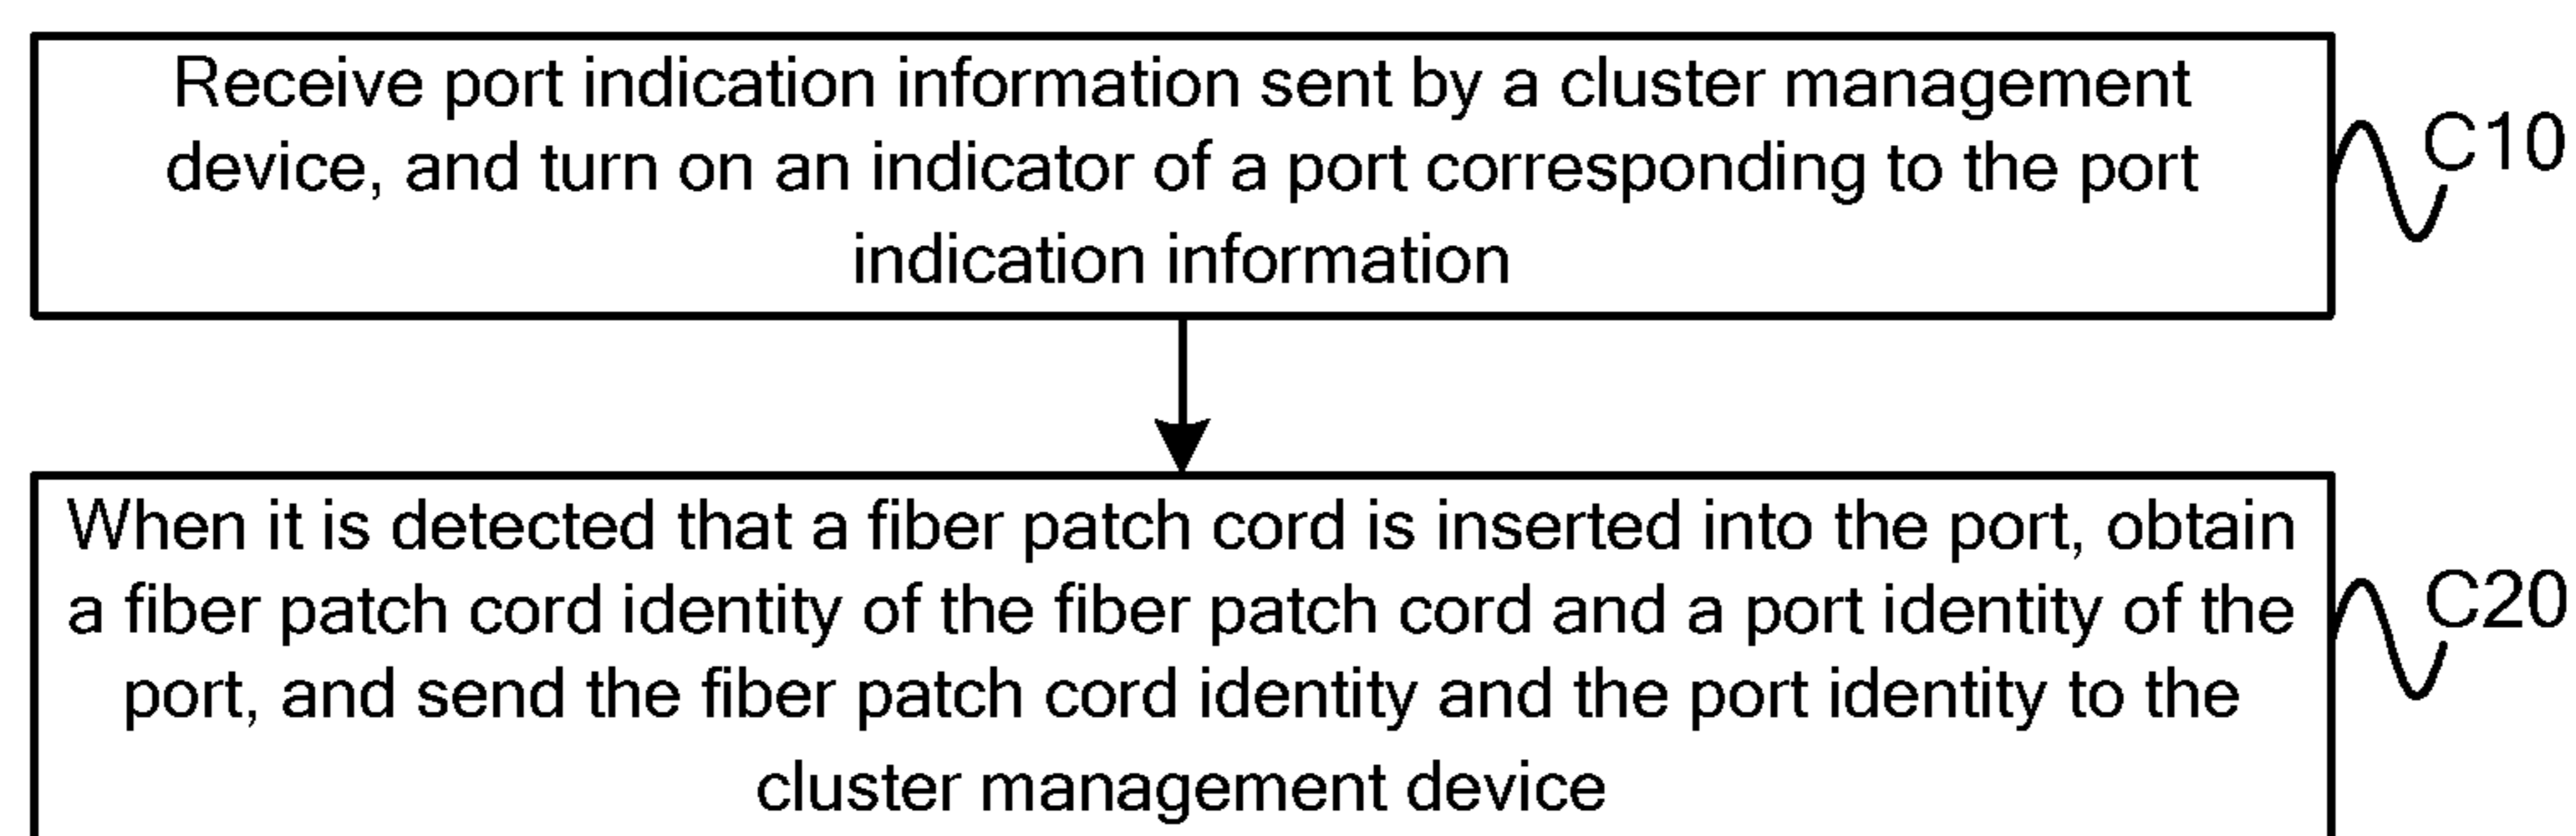 Receive port indication information sent by a cluster management
device, and turn on an indicator of a port corresponding to the port
indication information
C10
When it is detected that a fiber patch cord is inserted into the port, obtain
a fiber patch cord identity of the fiber patch cord and a port identity of the
port, and send the fiber patch cord identity and the port identity to the
cluster management device
C20